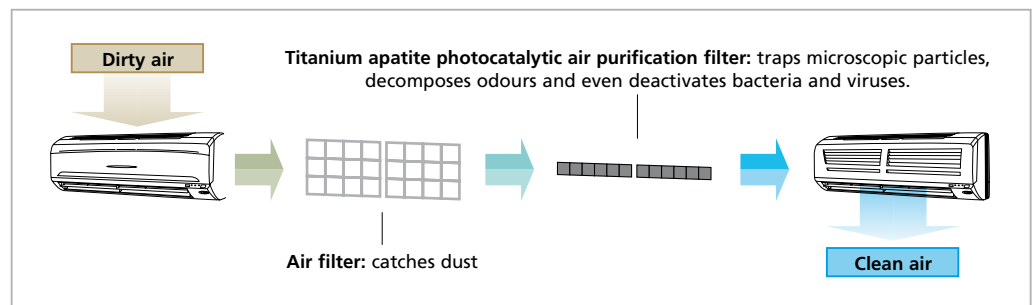 Dirty air
Titanium apatite photocatalytic air purification filter: traps microscopic particles,
decomposes odours and even deactivates bacteria and viruses.
Air filter: catches dust
Clean air